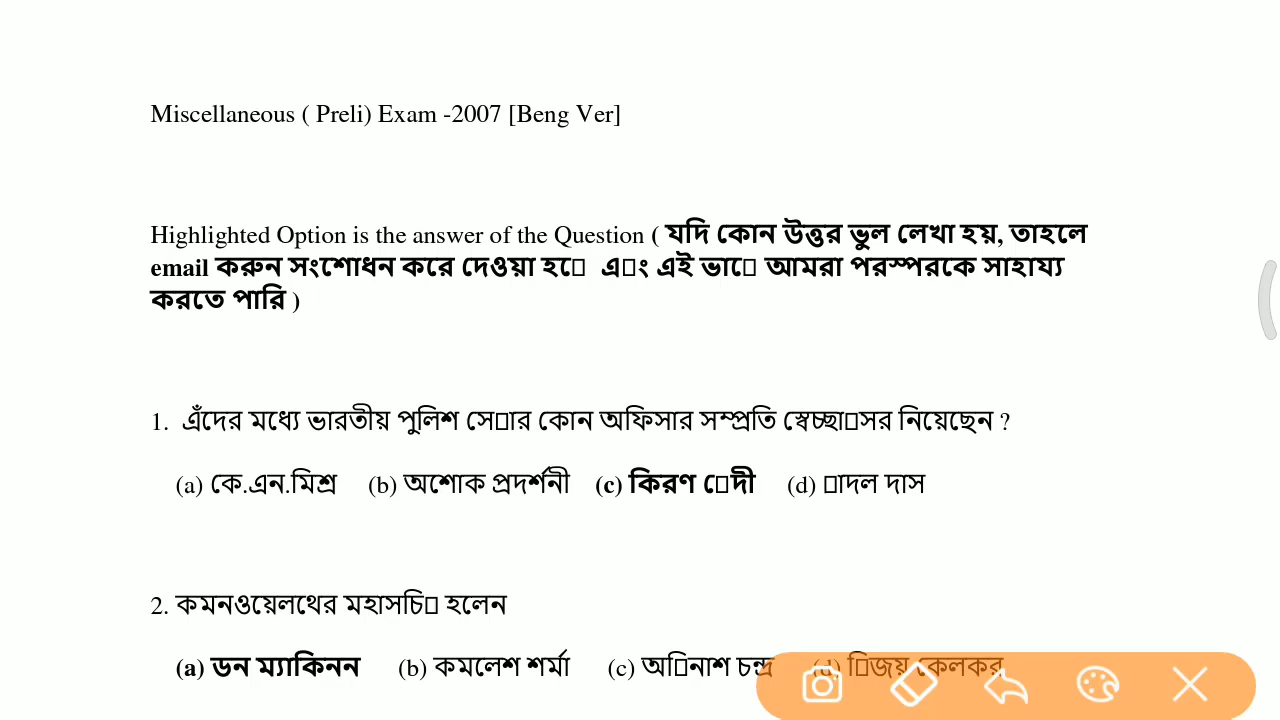 Miscellaneous ( Preli) Exam -2007 [Beng Ver]
Highlighted Option is the answer of the Question ( যদি কোন উত্তর ভুল লেখা হয়, তাহলে
email করুন সংশোধন করে দেওয়া হবে এবং এই ভাবে আমরা পরস্পরকে সাহায্য
করতে পারি )
1. এঁদের মধ্যে ভারতীয় পুলিশ সেবার কোন অফিসার সম্প্রতি স্বেচ্ছাবসর নিয়েছেন ?
(a) কে.এন.মিশ্র (b) অশোক প্রদর্শনী (c) কিরণ বেদী (d) বাদল দাস
2. কমনওয়েলথের মহাসচিব হলেন
(a) ডন ম্যাকিনন (b) কমলেশ শর্মা (c) অবিনাশ চন্দ্র (d) বিজয় কেলকর